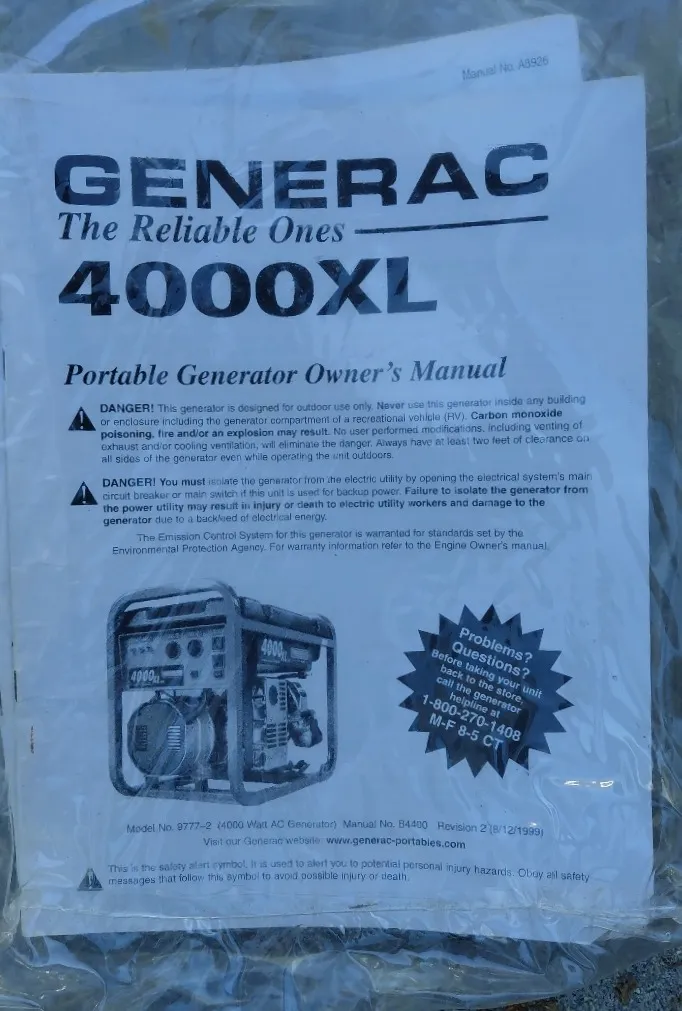 Manual No. A8926
GENERAC
The Reliable Ones
4000XL
Portable Generator Owner's Manual
DANGER! This generator is designed for outdoor use only. Never use this generator inside any building
or enclosure including the generator compartment of a recreational vehicle (RV). Carbon monoxide
poisoning, fire and/or an explosion may result. No user performed modifications, including venting of
exhaust and/or cooling ventilation, will eliminate the danger. Always have at least two feet of clearance on
all sides of the generator even while operating the unit outdoors.
DANGER! You must isolate the generator from the electric utility by opening the electrical system's main
circuit breaker or main switch if this unit is used for backup power. Failure to isolate the generator from
the power utility may result in injury or death to electric utility workers and damage to the
generator due to a backfeed of electrical energy.
The Emission Control System for this generator is warranted for standards set by the
Environmental Protection Agency. For warranty information refer to the Engine Owner's manual.
4000XL
4000XL
Problems?
Questions?
Before taking your unit
back to the store,
call the generator
helpline at
1-800-270-1408
M-F 8-5 CT
Model No. 9777-2 (4000 Watt AC Generator) Manual No. B4400 Revision 2 (8/12/1999)
Visit our Generac website: www.generac-portables.com
This is the safety alert symbol. It is used to alert you to potential personal injury hazards. Obey all safety
messages that follow this symbol to avoid possible injury or death.